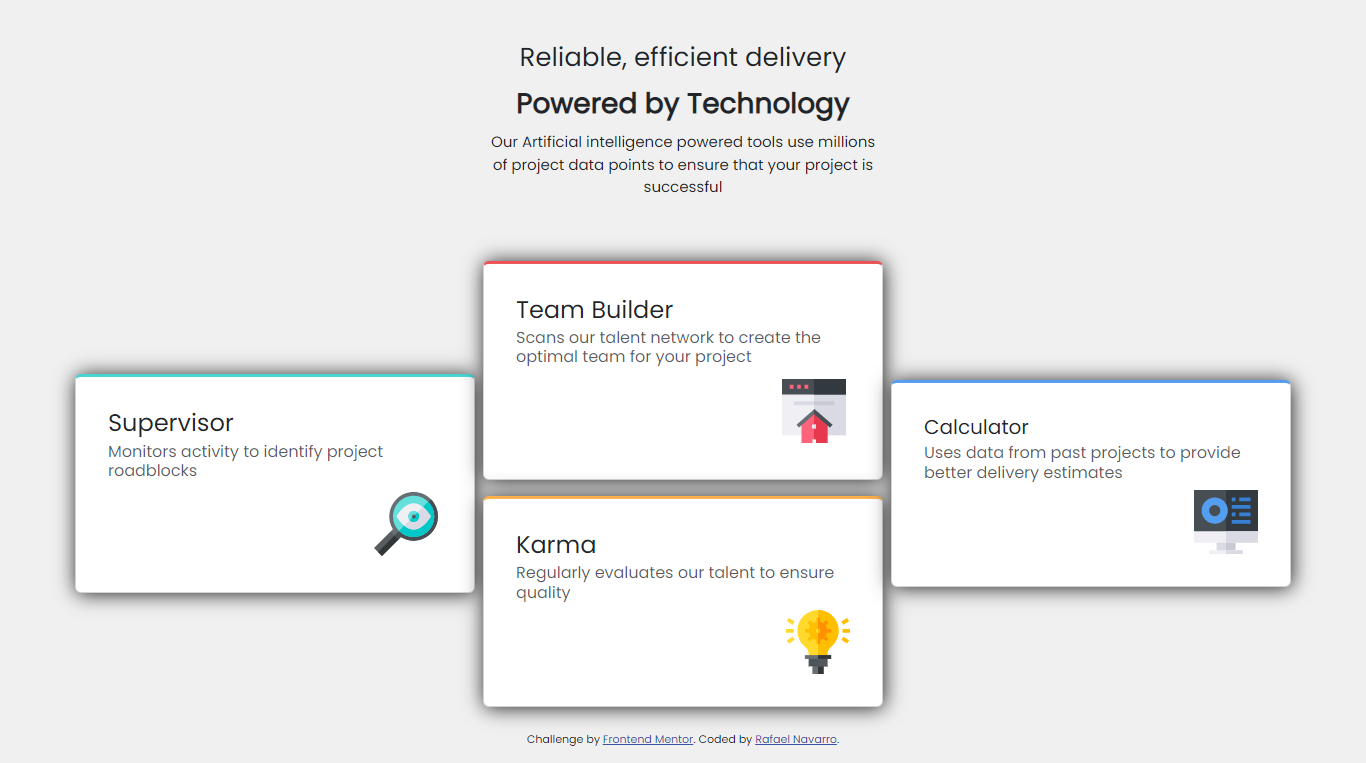 Reliable, efficient delivery
Powered by Technology
Our Artificial intelligence powered tools use millions
of project data points to ensure that your project is
successful
Team Builder
Scans our talent network to create the
optimal team for your project
Supervisor
Monitors activity to identify project
roadblocks
Calculator
Uses data from past projects to provide
better delivery estimates
Karma
Regularly evaluates our talent to ensure
quality
Challenge by Frontend Mentor. Coded by Rafael Navarro.